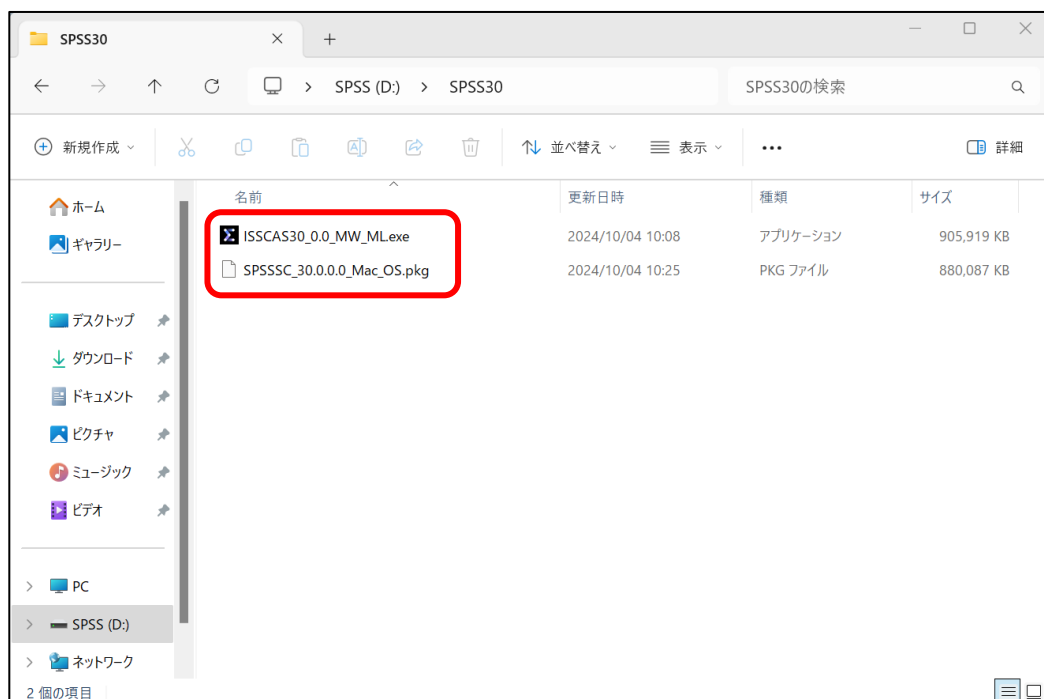 SPSS30
SPSS (D:) SPSS30
SPSS30の検索
新規作成 並べ替え 表示 詳細
名前 更新日時 種類 サイズ
ISSCAS30_0.0_MW_ML.exe 2024/10/04 10:08 アプリケーション 905,919 KB
SPSSSC_30.0.0.0_Mac_OS.pkg 2024/10/04 10:25 PKG ファイル 880,087 KB
ホーム
ギャラリー
デスクトップ
ダウンロード
ドキュメント
ピクチャ
ミュージック
ビデオ
PC
SPSS (D:)
ネットワーク
2 個の項目